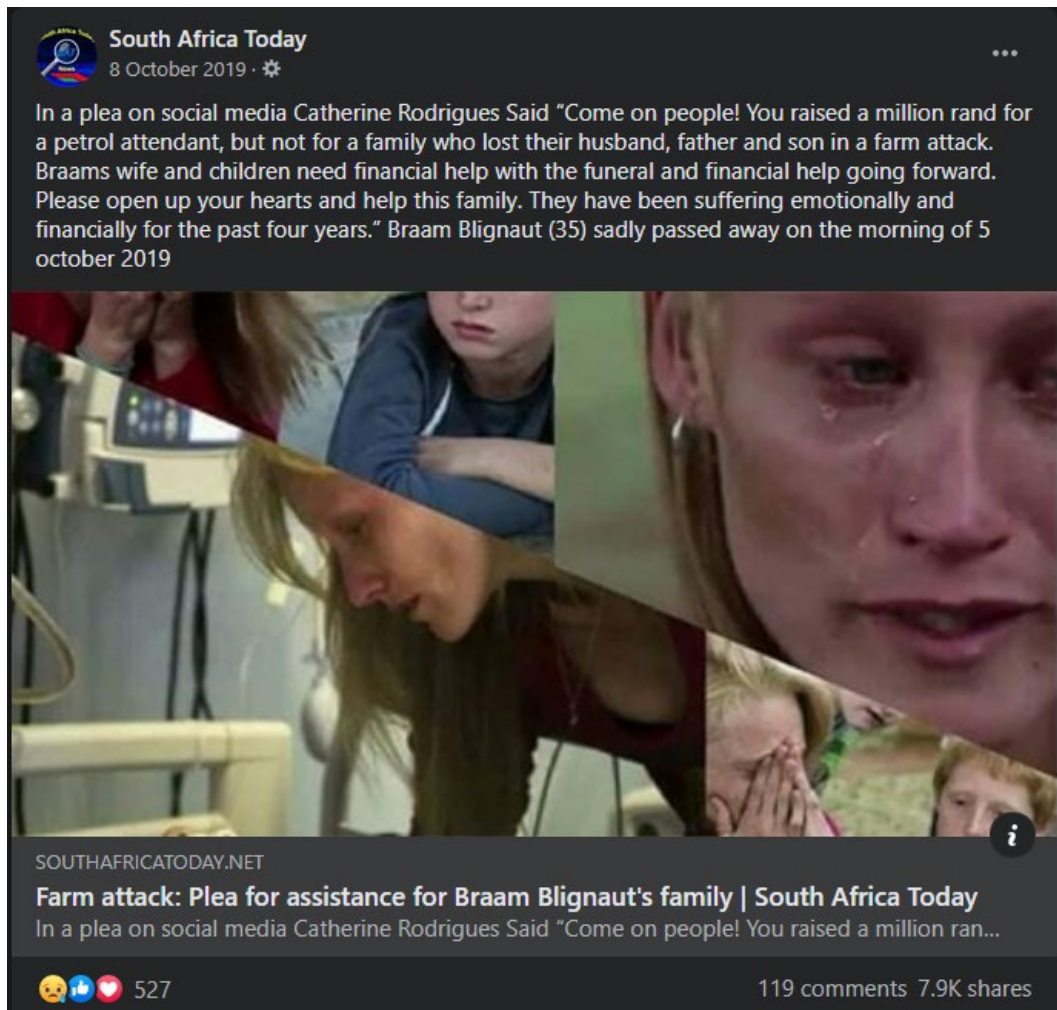 South Africa Today
8 October 2019 ·
In a plea on social media Catherine Rodrigues Said “Come on people! You raised a million rand for
a petrol attendant, but not for a family who lost their husband, father and son in a farm attack.
Braams wife and children need financial help with the funeral and financial help going forward.
Please open up your hearts and help this family. They have been suffering emotionally and
financially for the past four years.” Braam Blignaut (35) sadly passed away on the morning of 5
october 2019
i
SOUTHAFRICATODAY.NET
Farm attack: Plea for assistance for Braam Blignaut's family | South Africa Today
In a plea on social media Catherine Rodrigues Said “Come on people! You raised a million ran...
527
119 comments 7.9K shares